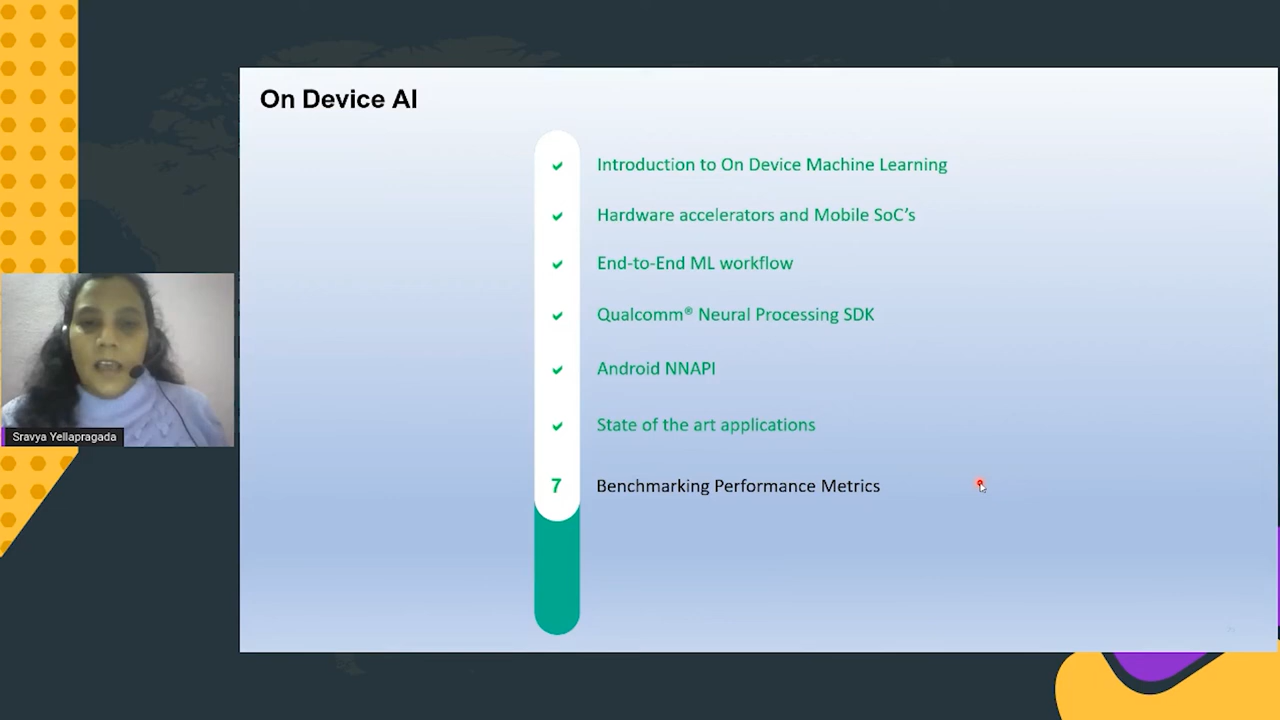 On Device AI
Introduction to On Device Machine Learning
Hardware accelerators and Mobile SoC's
End-to-End ML workflow
Qualcomm® Neural Processing SDK
Android NNAPI
State of the art applications
7 Benchmarking Performance Metrics
Sravya Yellapragada